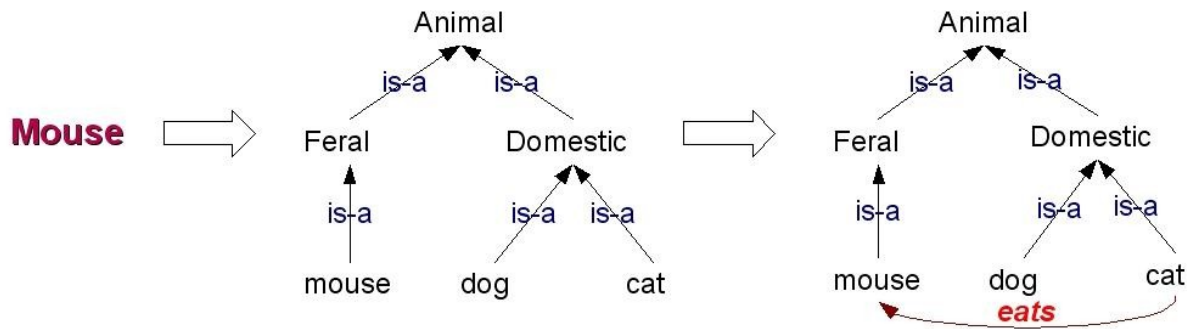 Animal Animal
is-a is-a is-a is-a
Mouse Feral Domestic Feral Domestic
is-a is-a is-a is-a is-a is-a
mouse dog cat mouse dog cat
eats